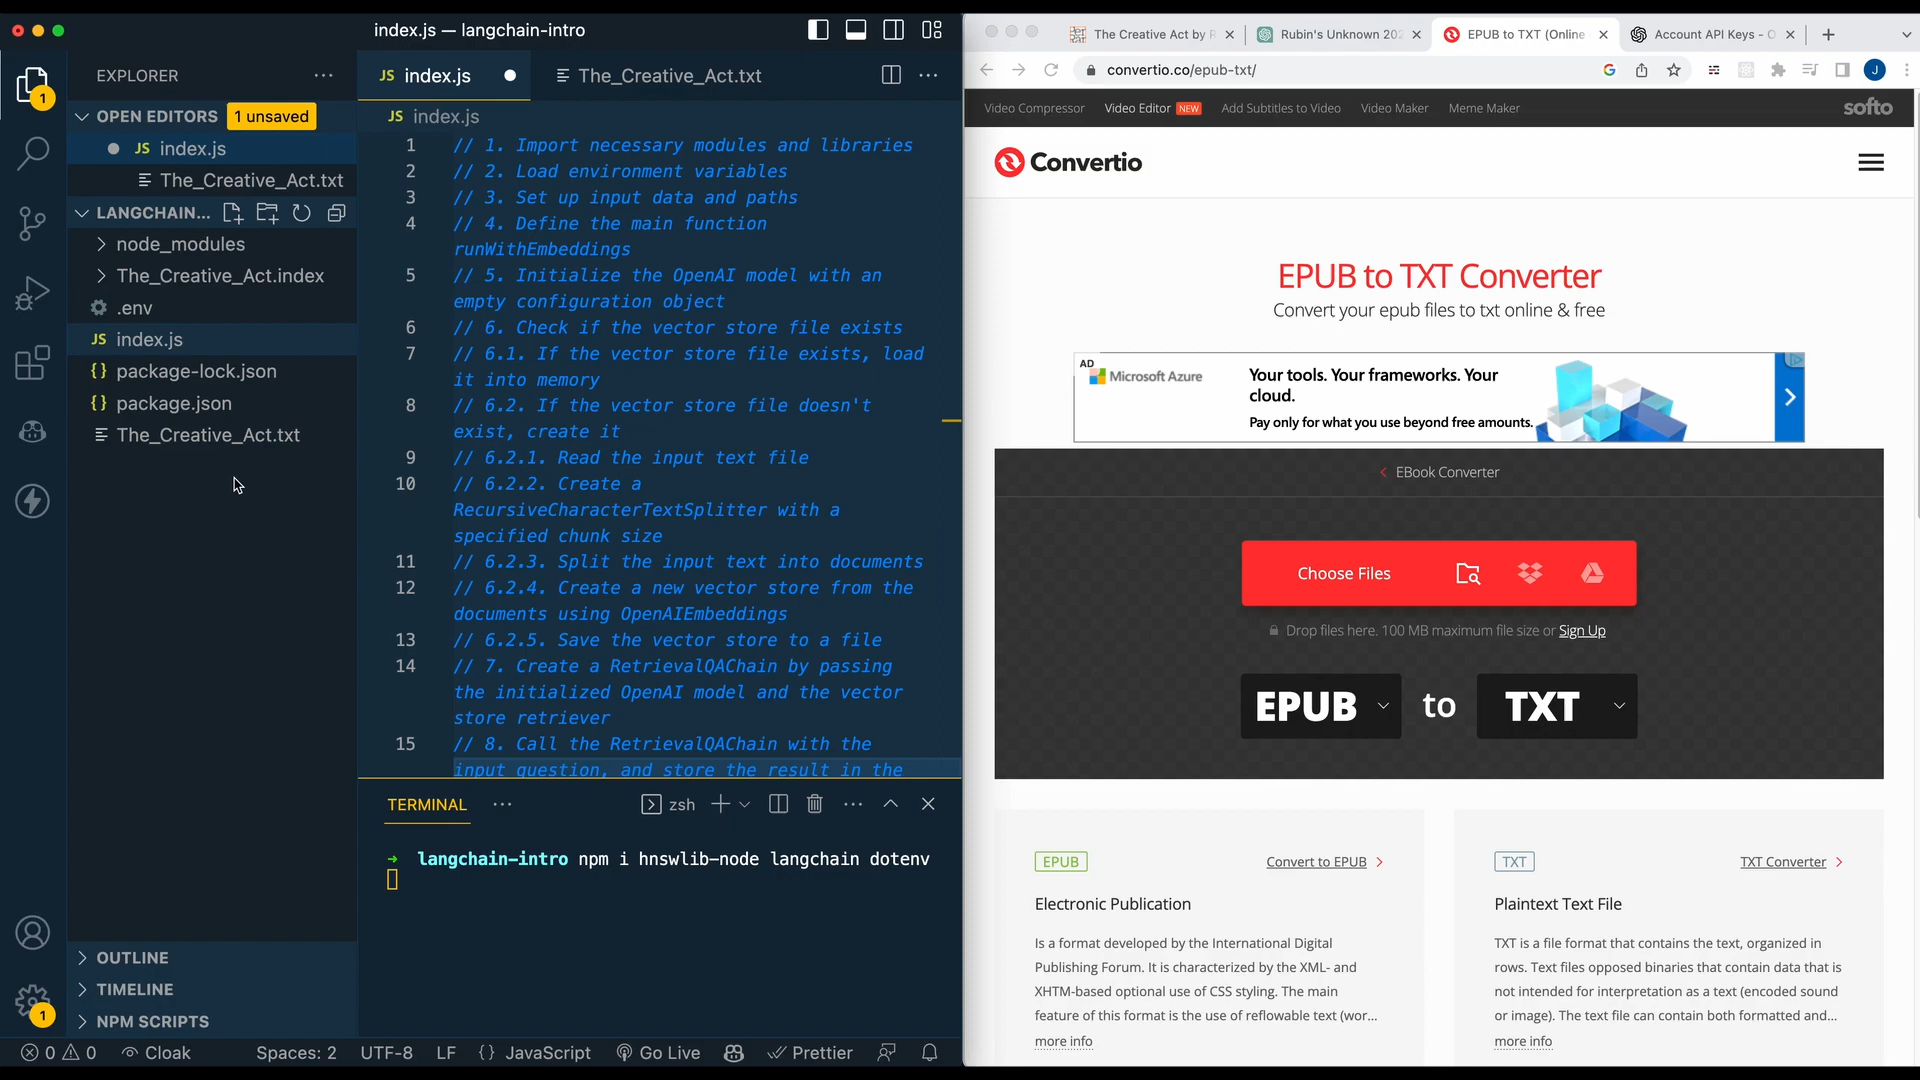 index.js — langchain-intro
EXPLORER
OPEN EDITORS
1 unsaved
JS index.js
The_Creative_Act.txt
LANGCHAIN...
node_modules
The_Creative_Act.index
.env
JS index.js
{} package-lock.json
{} package.json
The_Creative_Act.txt
OUTLINE
TIMELINE
NPM SCRIPTS
1
1
JS index.js
The_Creative_Act.txt
JS index.js
1 // 1. Import necessary modules and libraries
2 // 2. Load environment variables
3 // 3. Set up input data and paths
4 // 4. Define the main function
runWithEmbeddings
5 // 5. Initialize the OpenAI model with an
empty configuration object
6 // 6. Check if the vector store file exists
7 // 6.1. If the vector store file exists, load
it into memory
8 // 6.2. If the vector store file doesn't
exist, create it
9 // 6.2.1. Read the input text file
10 // 6.2.2. Create a
RecursiveCharacterTextSplitter with a
specified chunk size
11 // 6.2.3. Split the input text into documents
12 // 6.2.4. Create a new vector store from the
documents using OpenAIEmbeddings
13 // 6.2.5. Save the vector store to a file
14 // 7. Create a RetrievalQAChain by passing
the initialized OpenAI model and the vector
store retriever
15 // 8. Call the RetrievalQAChain with the
input question, and store the result in the
TERMINAL
zsh
→ langchain-intro npm i hnswlib-node langchain dotenv
0 0 Cloak Spaces: 2 UTF-8 LF {} JavaScript Go Live Prettier
The Creative Act by R
Rubin's Unknown 202
EPUB to TXT (Online
Account API Keys - O
convertio.co/epub-txt/
J
Video Compressor Video Editor NEW Add Subtitles to Video Video Maker Meme Maker
softo
Convertio
EPUB to TXT Converter
Convert your epub files to txt online & free
AD
Microsoft Azure
Your tools. Your frameworks. Your
cloud.
Pay only for what you use beyond free amounts.
EBook Converter
Choose Files
Drop files here. 100 MB maximum file size or Sign Up
EPUB to TXT
EPUB
Convert to EPUB
Electronic Publication
Is a format developed by the International Digital
Publishing Forum. It is characterized by the XML- and
XHTM-based optional use of CSS styling. The main
feature of this format is the use of reflowable text (wor...
more info
TXT
TXT Converter
Plaintext Text File
TXT is a file format that contains the text, organized in
rows. Text files opposed binaries that contain data that is
not intended for interpretation as a text (encoded sound
or image). The text file can contain both formatted and...
more info